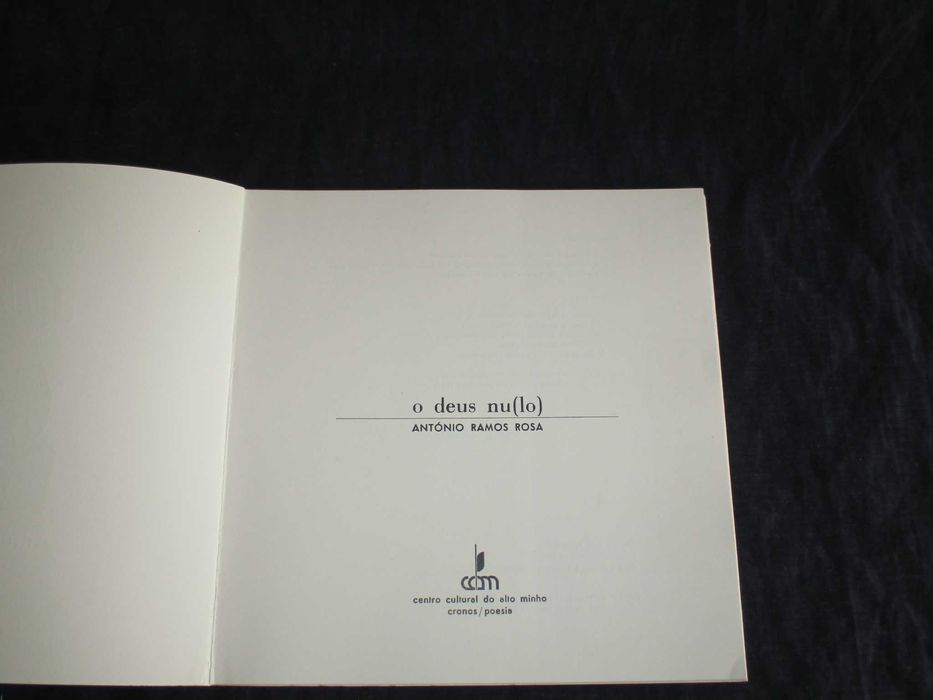 o deus nu(lo)
ANTÓNIO RAMOS ROSA
ccam
centro cultural do alto minho
cronos/poesia